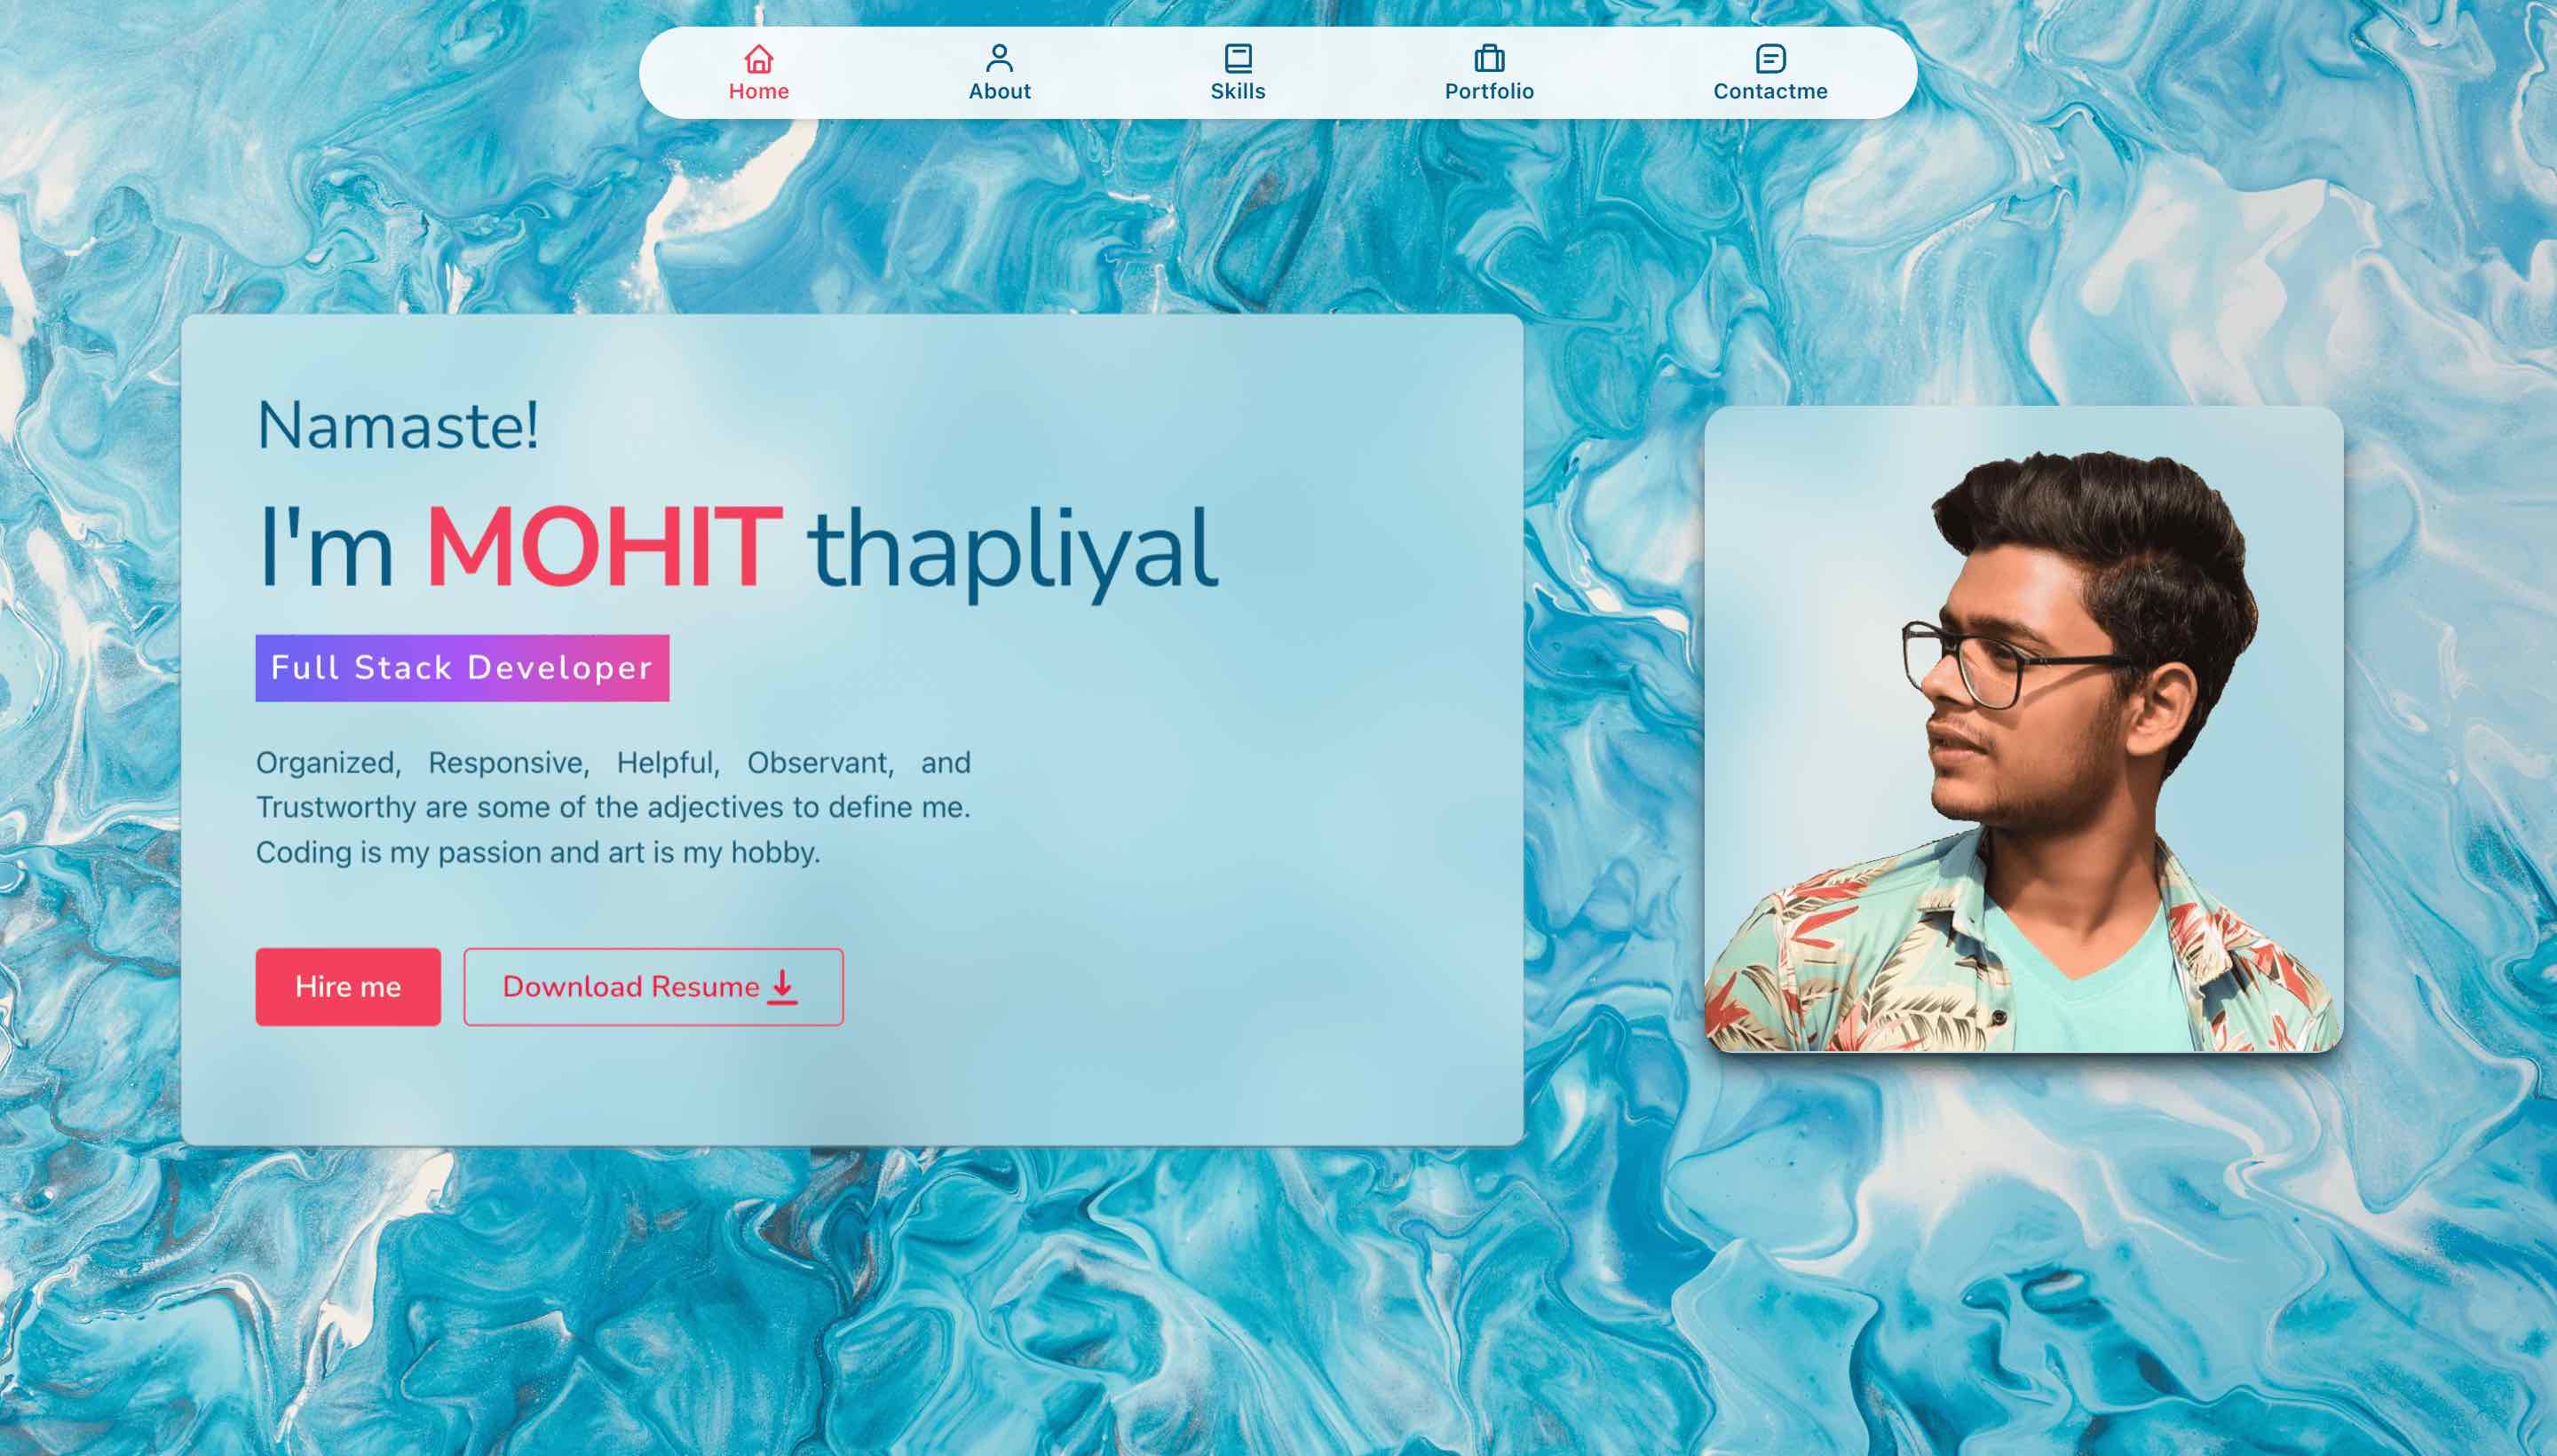 Home
About
Skills
Portfolio
Contactme
Namaste!
I'm MOHIT thapliyal
Full Stack Developer
Organized, Responsive, Helpful, Observant, and
Trustworthy are some of the adjectives to define me.
Coding is my passion and art is my hobby.
Hire me
Download Resume